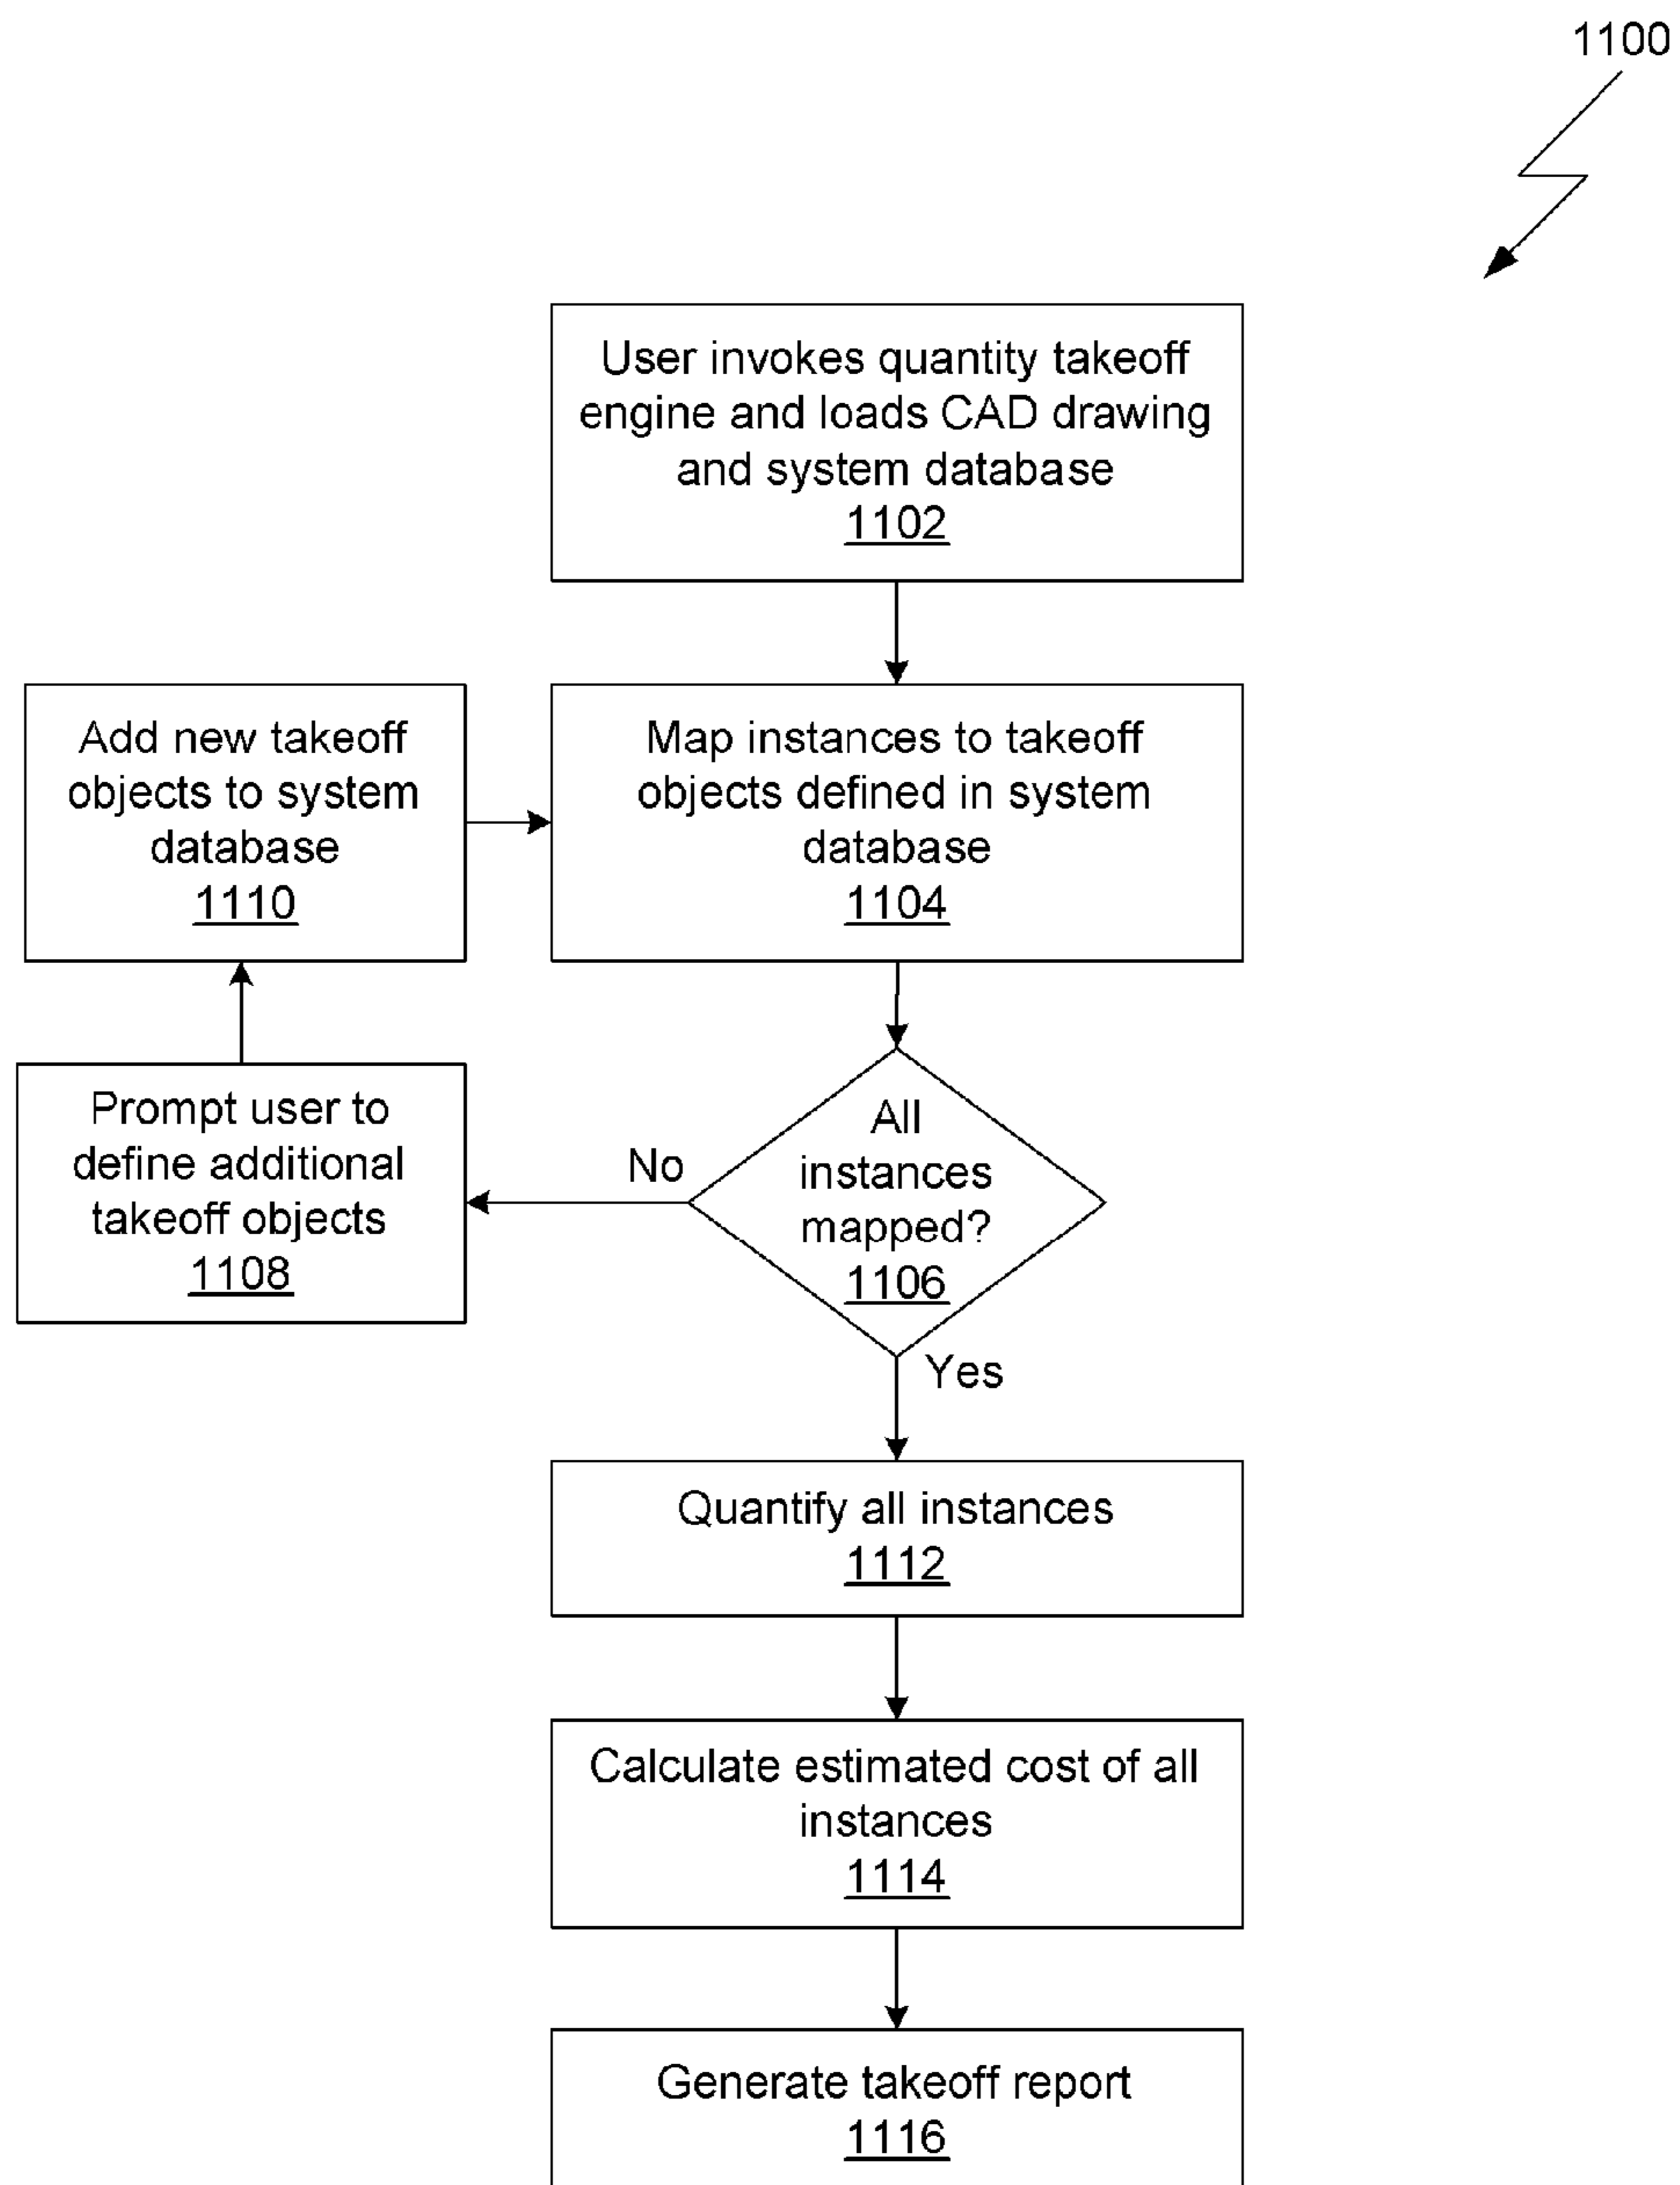 1100
User invokes quantity takeoff
engine and loads CAD drawing
and system database
1102
Add new takeoff
objects to system
database
1110
Map instances to takeoff
objects defined in system
database
1104
Prompt user to
define additional
takeoff objects
1108
No
All
instances
mapped?
1106
Yes
Quantify all instances
1112
Calculate estimated cost of all
instances
1114
Generate takeoff report
1116